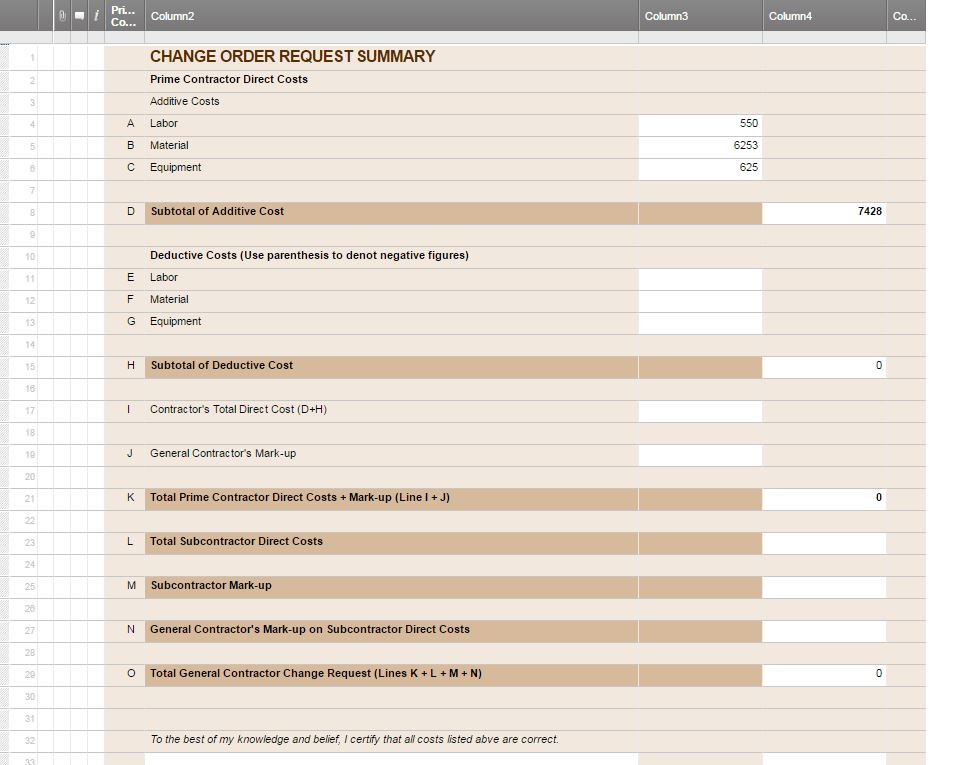 Pri... Co... Column2 Column3 Column4 Co...
1 CHANGE ORDER REQUEST SUMMARY
2 Prime Contractor Direct Costs
3 Additive Costs
4 A Labor 550
5 B Material 6253
6 C Equipment 625
7
8 D Subtotal of Additive Cost 7428
9
10 Deductive Costs (Use parenthesis to denot negative figures)
11 E Labor
12 F Material
13 G Equipment
14
15 H Subtotal of Deductive Cost 0
16
17 I Contractor's Total Direct Cost (D+H)
18
19 J General Contractor's Mark-up
20
21 K Total Prime Contractor Direct Costs + Mark-up (Line I + J) 0
22
23 L Total Subcontractor Direct Costs
24
25 M Subcontractor Mark-up
26
27 N General Contractor's Mark-up on Subcontractor Direct Costs
28
29 O Total General Contractor Change Request (Lines K + L + M + N) 0
30
31
32 To the best of my knowledge and belief, I certify that all costs listed abve are correct.
33